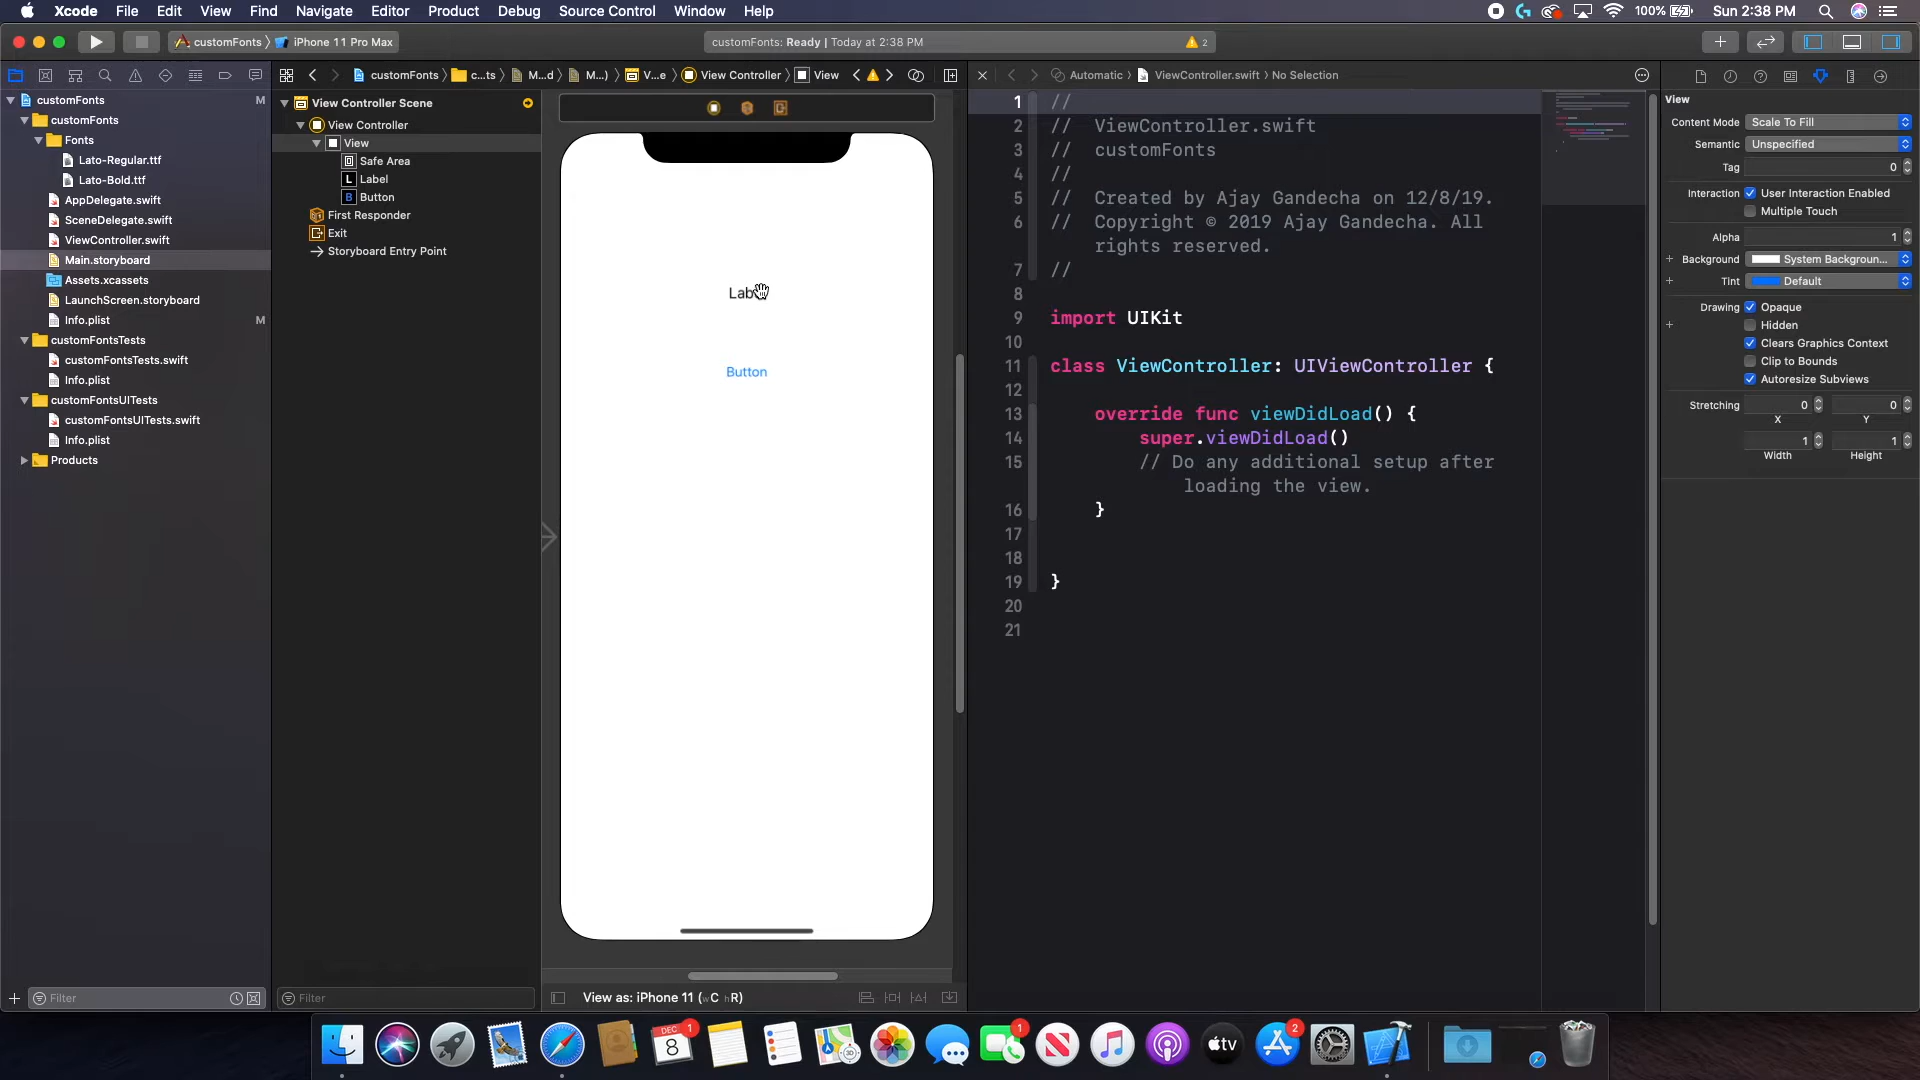 Xcode File Edit View Find Navigate Editor Product Debug Source Control Window Help 100% Sun 2:38 PM
customFonts iPhone 11 Pro Max customFonts: Ready | Today at 2:38 PM 2
customFonts c...ts M...d M...) V...e View Controller View Automatic ViewController.swift No Selection
customFonts M
customFonts
Fonts
Lato-Regular.ttf
Lato-Bold.ttf
AppDelegate.swift
SceneDelegate.swift
ViewController.swift
Main.storyboard
Assets.xcassets
LaunchScreen.storyboard
Info.plist M
customFontsTests
customFontsTests.swift
Info.plist
customFontsUITests
customFontsUITests.swift
Info.plist
Products
Filter
View Controller Scene
View Controller
View
Safe Area
L Label
B Button
First Responder
Exit
Storyboard Entry Point
Filter
Button
View as: iPhone 11 (wC hR)
1 //
2 // ViewController.swift
3 // customFonts
4 //
5 // Created by Ajay Gandecha on 12/8/19.
6 // Copyright © 2019 Ajay Gandecha. All
rights reserved.
7 //
8
9 import UIKit
10
11 class ViewController: UIViewController {
12
13 override func viewDidLoad() {
14 super.viewDidLoad()
15 // Do any additional setup after
loading the view.
16 }
17
18
19 }
20
21
View
Content Mode Scale To Fill
Semantic Unspecified
Tag 0
Interaction User Interaction Enabled
Multiple Touch
Alpha 1
Background System Backgroun...
Tint Default
Drawing Opaque
Hidden
Clears Graphics Context
Clip to Bounds
Autoresize Subviews
Stretching 0 0
X Y
1 1
Width Height
DEC 1
8
3D
1
tv
2